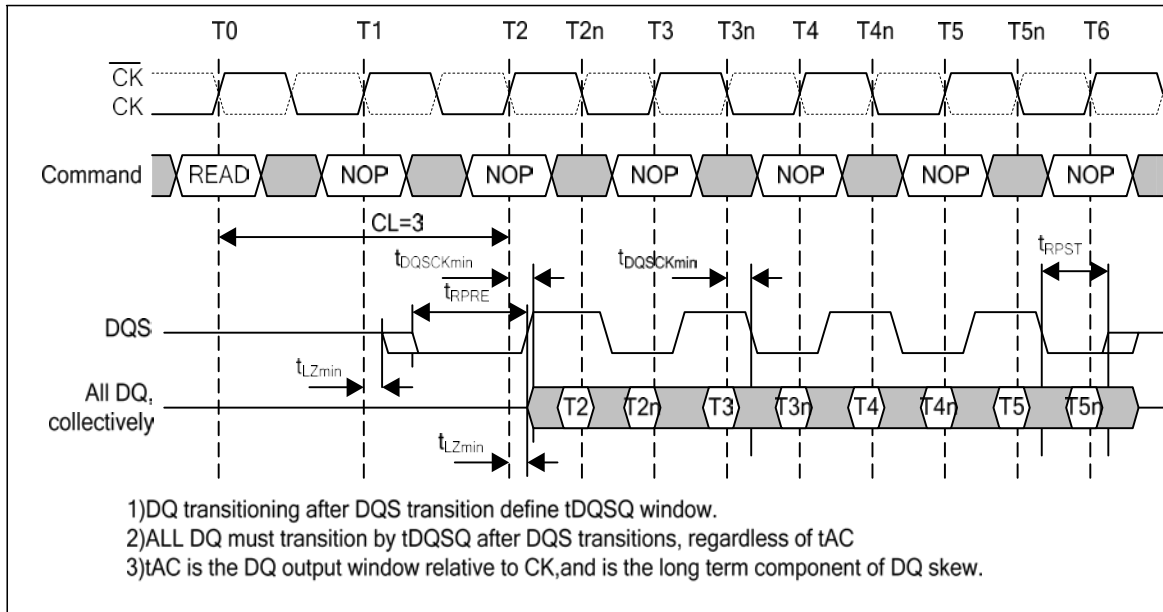 T0 T1 T2 T2n T3 T3n T4 T4n T5 T5n T6
CK
CK
Command READ NOP NOP NOP NOP NOP NOP
CL=3
tDQSCKmin tDQSCKmin tRPST
tRPRE
DQS
tLZmin
All DQ, T2 T2n T3 T3n T4 T4n T5 T5n
collectively
tLZmin
1)DQ transitioning after DQS transition define tDQSQ window.
2)ALL DQ must transition by tDQSQ after DQS transitions, regardless of tAC
3)tAC is the DQ output window relative to CK,and is the long term component of DQ skew.